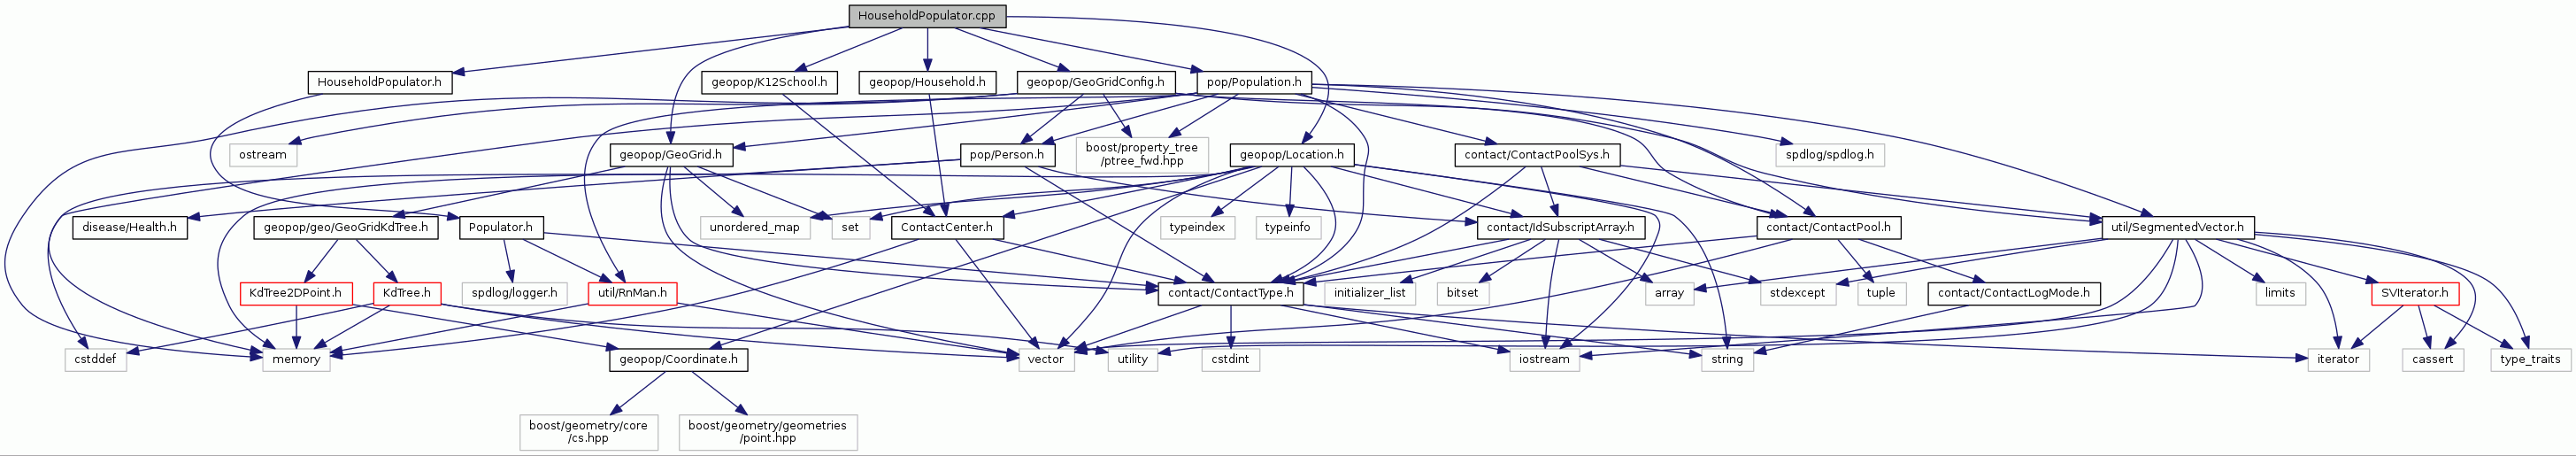 HouseholdPopulator.cpp
HouseholdPopulator.h
geopop/K12School.h
geopop/Household.h
geopop/GeoGridConfig.h
pop/Population.h
ostream
geopop/GeoGrid.h
pop/Person.h
boost/property_tree
/ptree_fwd.hpp
geopop/Location.h
contact/ContactPoolSys.h
spdlog/spdlog.h
disease/Health.h
geopop/geo/GeoGridKdTree.h
Populator.h
unordered_map
set
ContactCenter.h
typeindex
typeinfo
contact/IdSubscriptArray.h
contact/ContactPool.h
util/SegmentedVector.h
KdTree2DPoint.h
KdTree.h
spdlog/logger.h
util/RnMan.h
contact/ContactType.h
initializer_list
bitset
array
stdexcept
tuple
contact/ContactLogMode.h
limits
SVIterator.h
cstddef
memory
geopop/Coordinate.h
vector
utility
cstdint
iostream
string
iterator
cassert
type_traits
boost/geometry/core
/cs.hpp
boost/geometry/geometries
/point.hpp